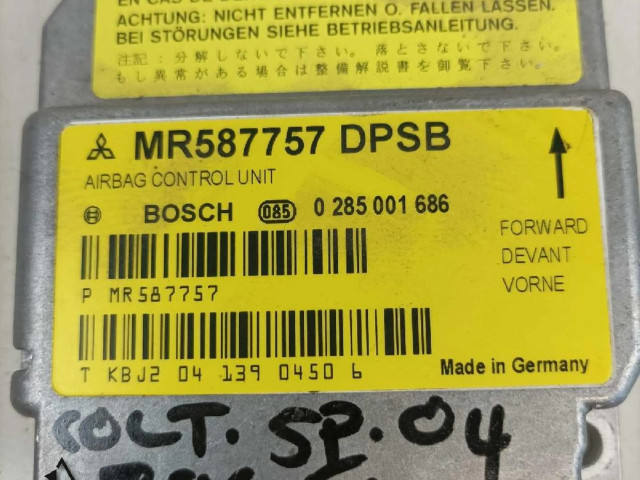 ACHTUNG: NICHT ENTFERNEN O. FALLEN LASSEN.
BEI STÖRUNGEN SIEHE BETRIEBSANLEITUNG.
注記: 分解しないで下さい。 落とさないで下さい。
もし異常がある場合は整備解説書を御覧下さい。
MR587757 DPSB
AIRBAG CONTROL UNIT
BOSCH 085 0 285 001 686
FORWARD
DEVANT
VORNE
P MR587757
T KBJ2 04 139 0450 6
Made in Germany
COLT. SP. 04